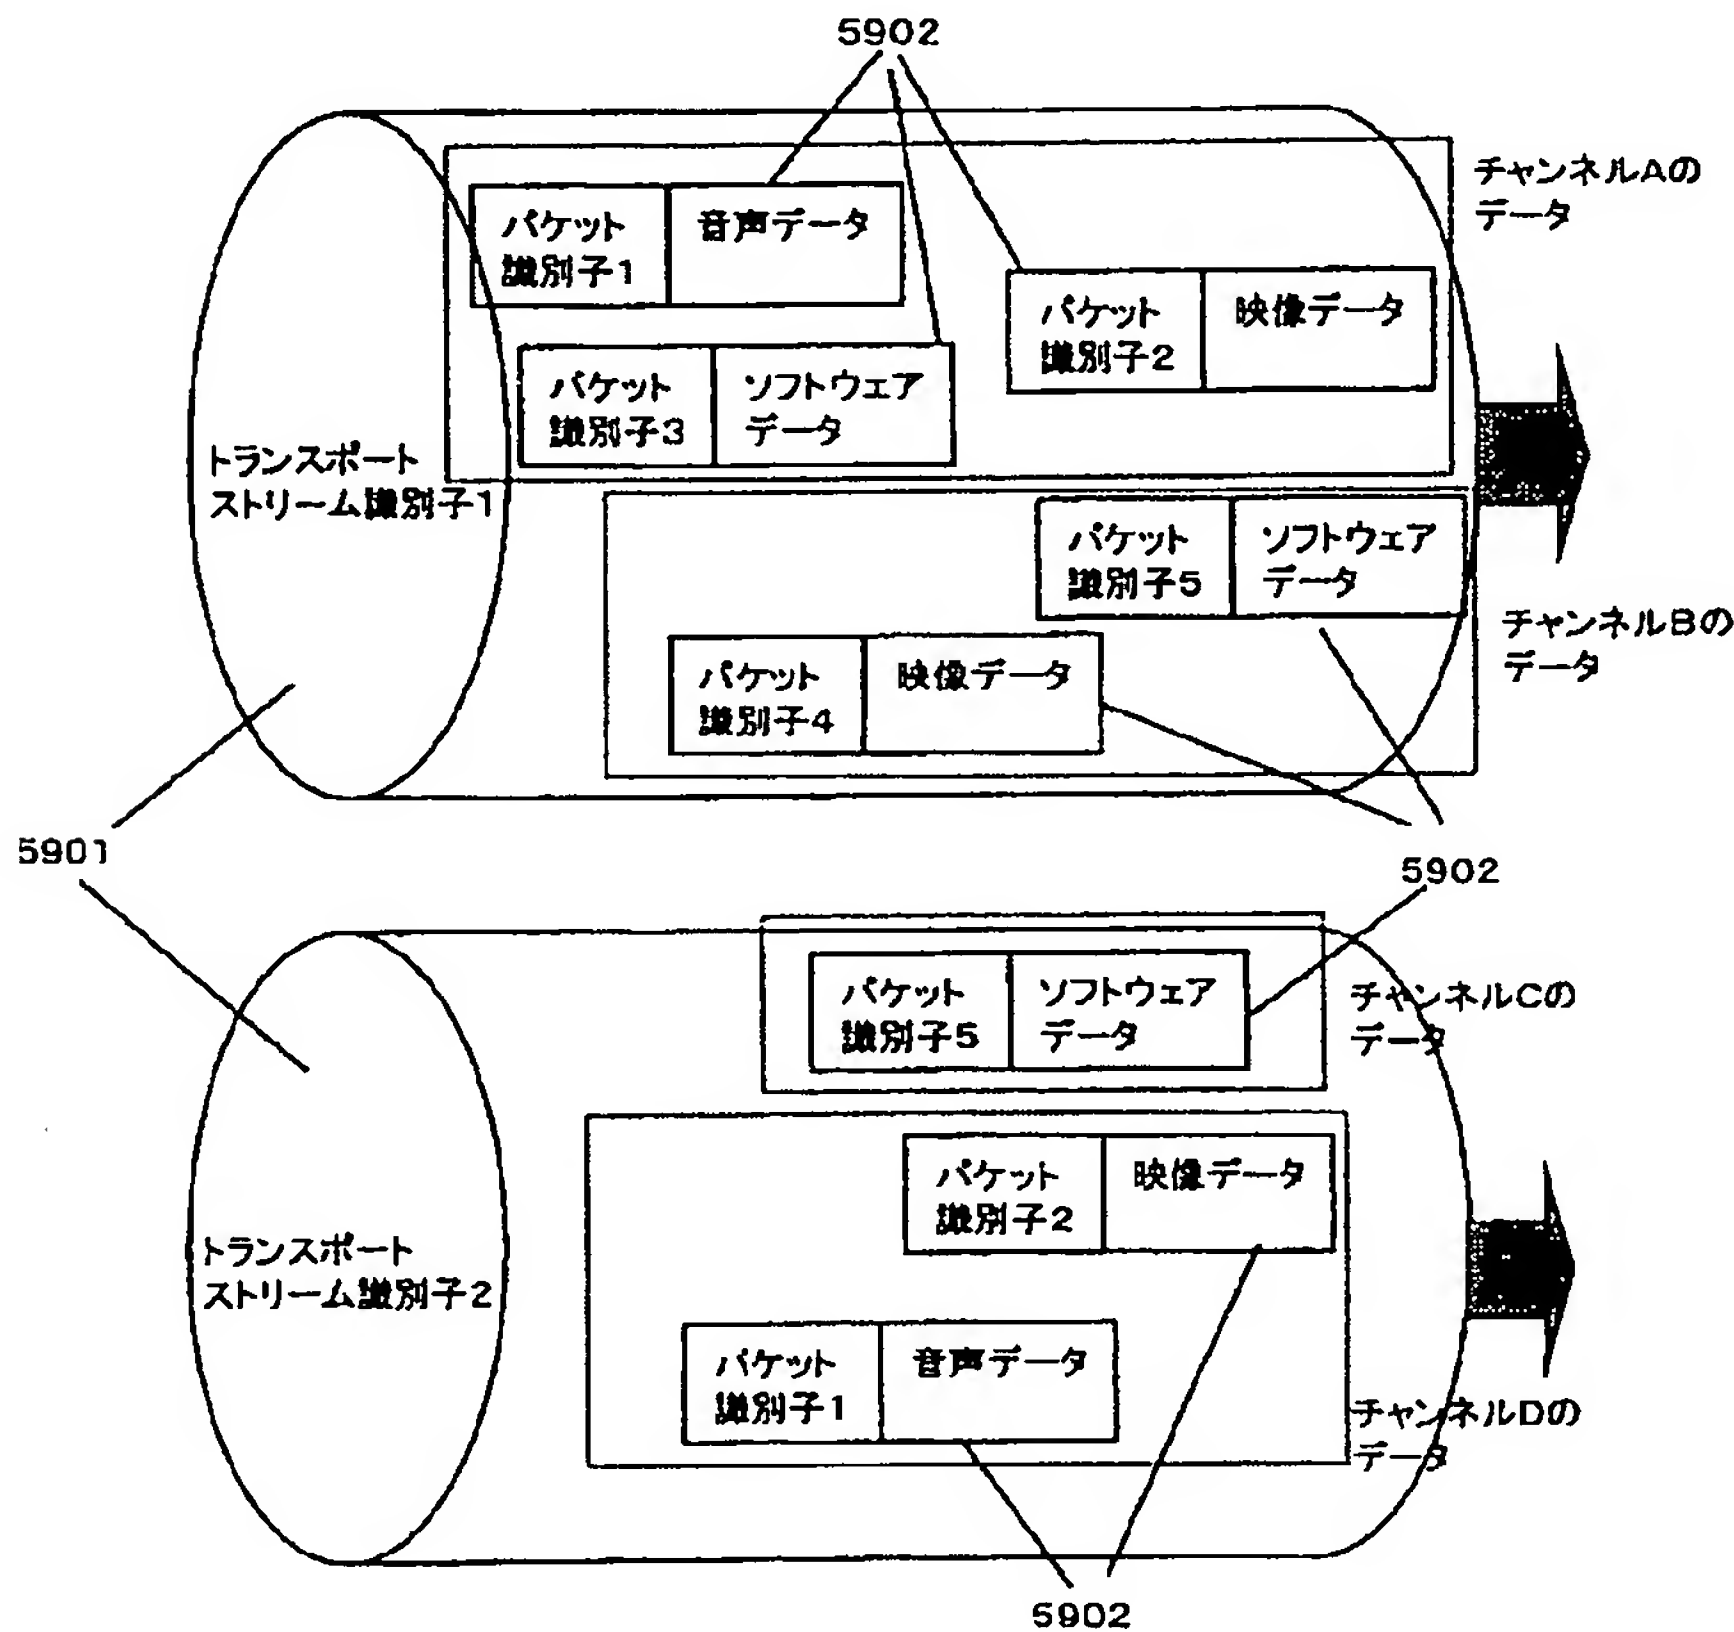 5902
チャンネルAの
データ
パケット
識別子1
音声データ
パケット
識別子2
映像データ
パケット
識別子3
ソフトウェア
データ
トランスポート
ストリーム識別子1
パケット
識別子5
ソフトウェア
データ
チャンネルBの
データ
パケット
識別子4
映像データ
5901
5902
パケット
識別子5
ソフトウェア
データ
チャンネルCの
データ
パケット
識別子2
映像データ
トランスポート
ストリーム識別子2
パケット
識別子1
音声データ
チャンネルDの
データ
5902